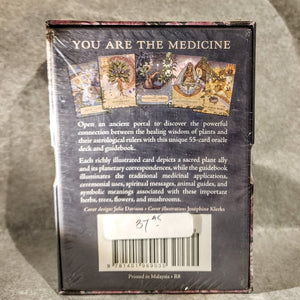 YOU ARE THE MEDICINE
Open an ancient portal to discover the powerful
connection between the healing wisdom of plants and
their astrological rulers with this unique 55-card oracle
deck and guidebook.
Each richly illustrated card depicts a sacred plant ally
and its planetary correspondences, while the guidebook
illuminates the traditional medicinal applications,
ceremonial uses, spiritual messages, animal guides, and
symbolic meanings associated with these important
herbs, trees, flowers, and mushrooms.
Cover design: Julie Davison • Cover illustration: Joséphine Klerks
37
Printed in Malaysia • RR